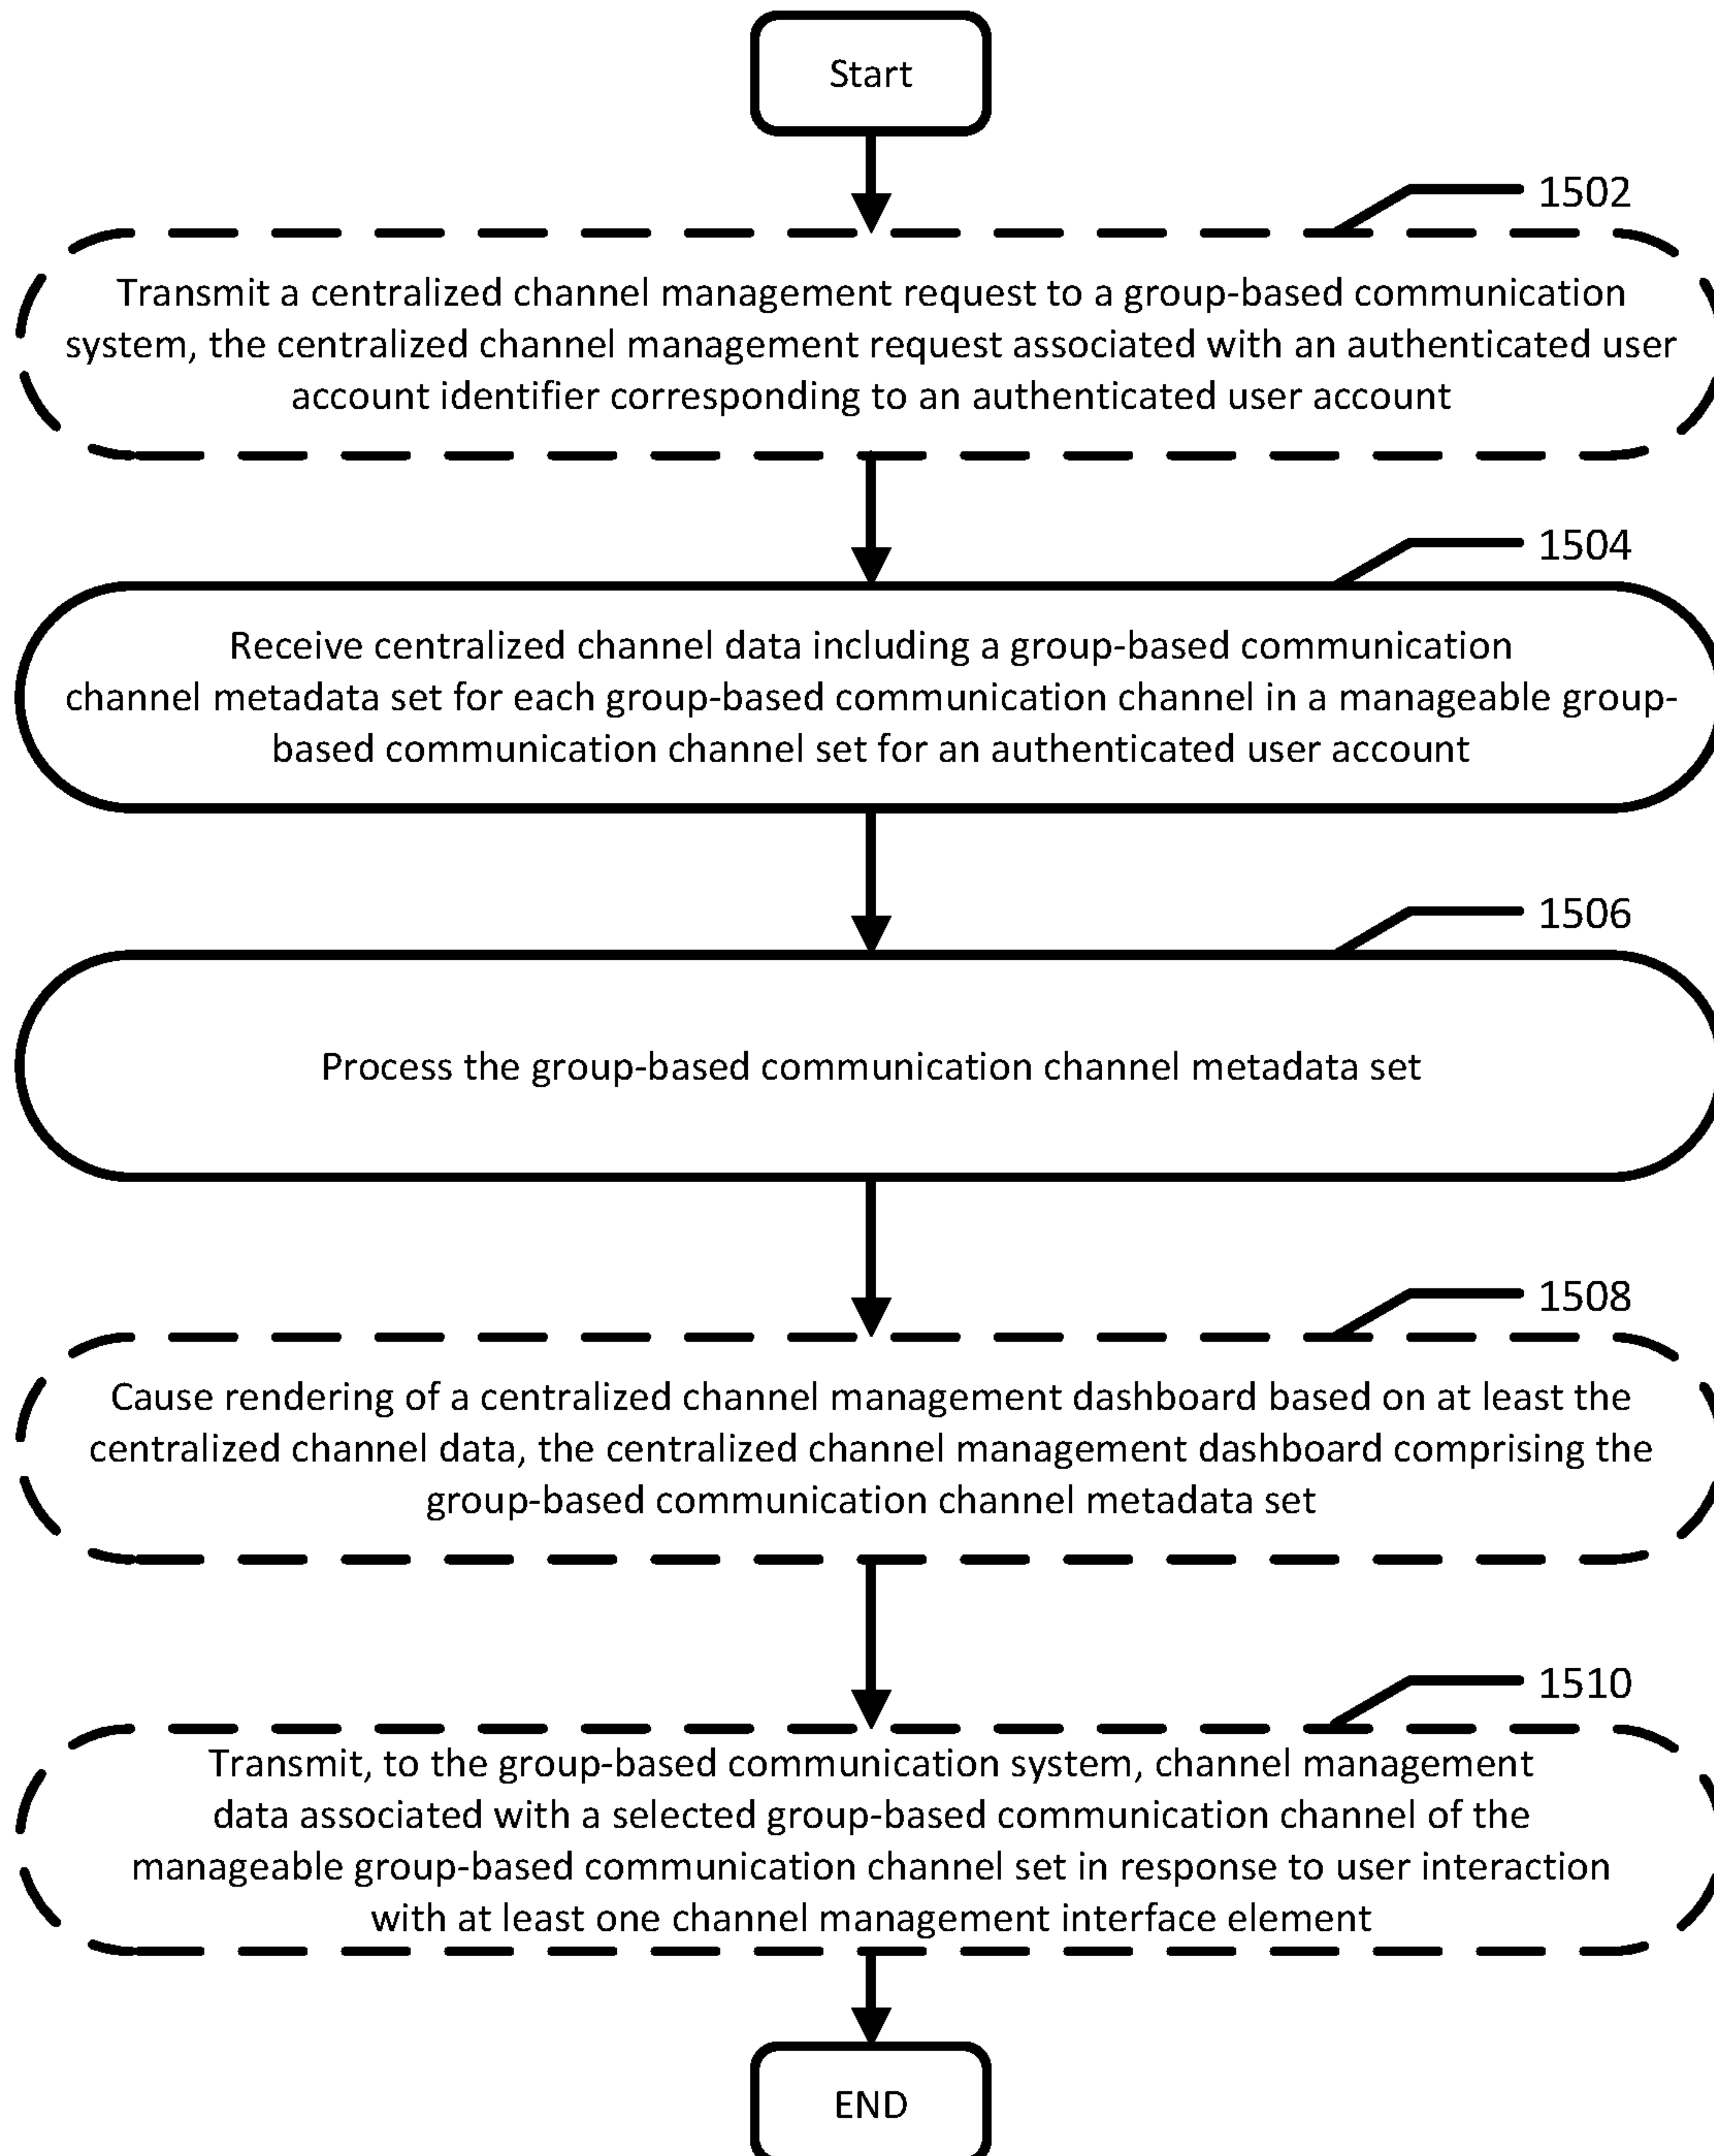 Start
1502
Transmit a centralized channel management request to a group-based communication
system, the centralized channel management request associated with an authenticated user
account identifier corresponding to an authenticated user account
1504
Receive centralized channel data including a group-based communication
channel metadata set for each group-based communication channel in a manageable group-
based communication channel set for an authenticated user account
1506
Process the group-based communication channel metadata set
1508
Cause rendering of a centralized channel management dashboard based on at least the
centralized channel data, the centralized channel management dashboard comprising the
group-based communication channel metadata set
1510
Transmit, to the group-based communication system, channel management
data associated with a selected group-based communication channel of the
manageable group-based communication channel set in response to user interaction
with at least one channel management interface element
END